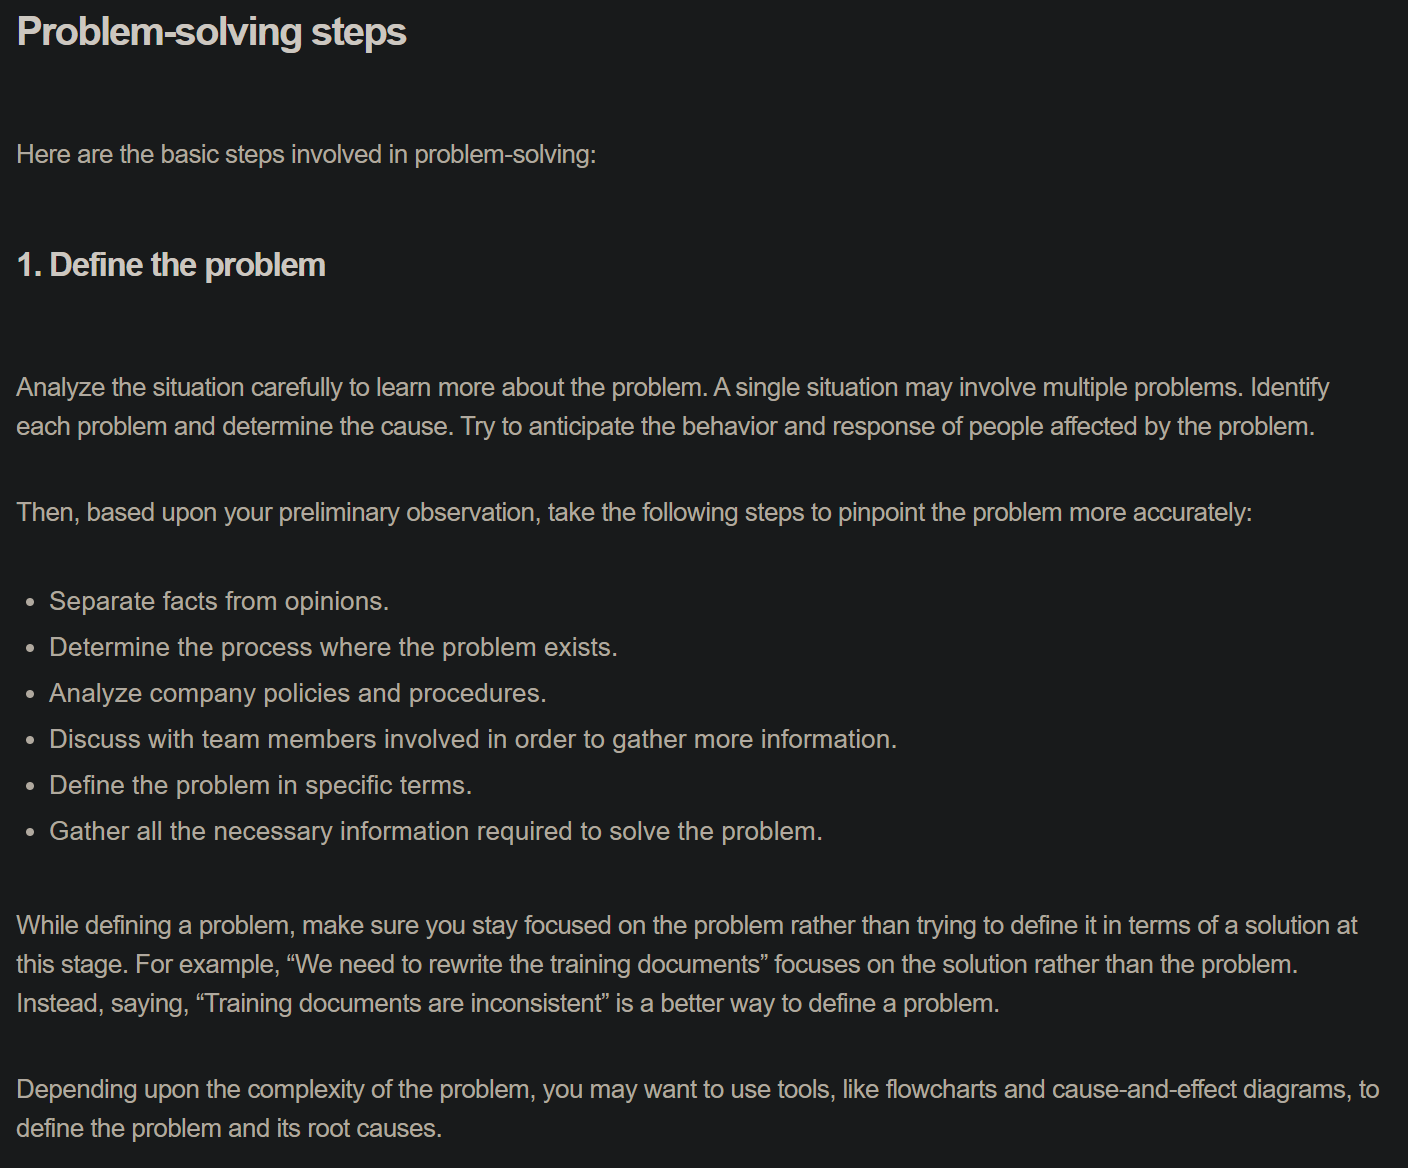 Problem-solving steps
Here are the basic steps involved in problem-solving:
1. Define the problem
Analyze the situation carefully to learn more about the problem. A single situation may involve multiple problems. Identify
each problem and determine the cause. Try to anticipate the behavior and response of people affected by the problem.
Then, based upon your preliminary observation, take the following steps to pinpoint the problem more accurately:
• Separate facts from opinions.
• Determine the process where the problem exists.
• Analyze company policies and procedures.
• Discuss with team members involved in order to gather more information.
• Define the problem in specific terms.
• Gather all the necessary information required to solve the problem.
While defining a problem, make sure you stay focused on the problem rather than trying to define it in terms of a solution at
this stage. For example, “We need to rewrite the training documents” focuses on the solution rather than the problem.
Instead, saying, “Training documents are inconsistent” is a better way to define a problem.
Depending upon the complexity of the problem, you may want to use tools, like flowcharts and cause-and-effect diagrams, to
define the problem and its root causes.